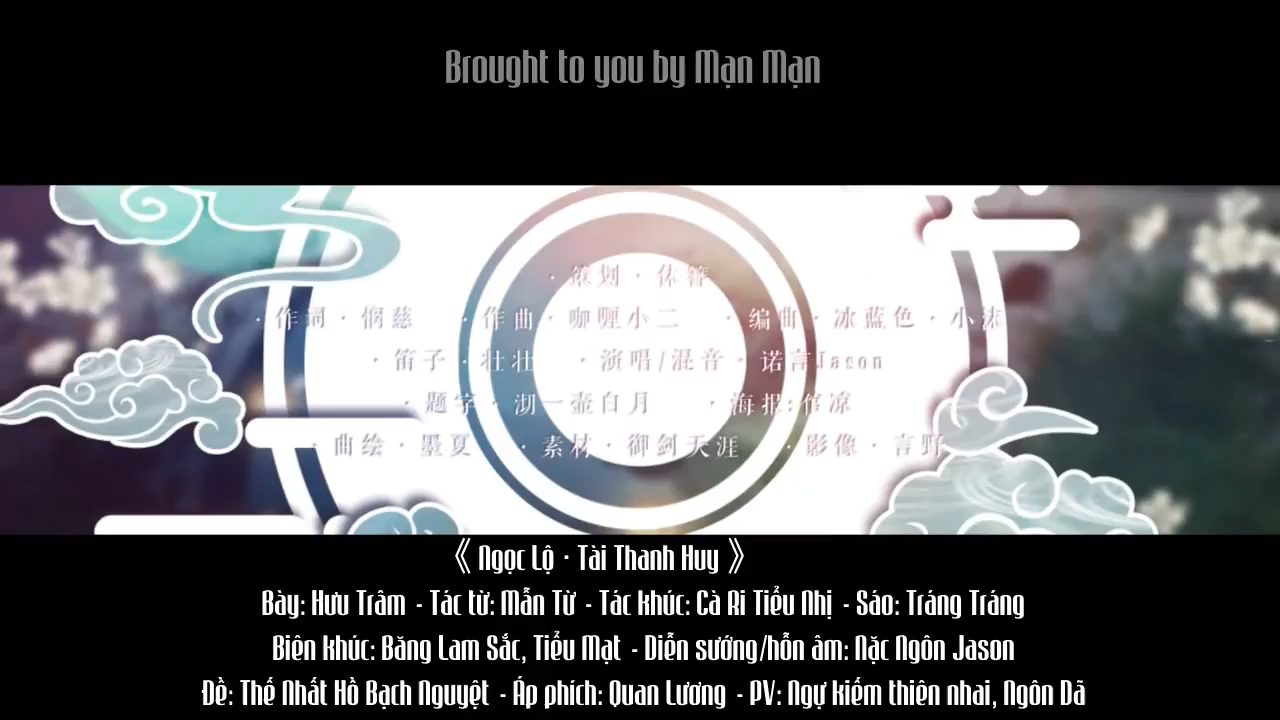 Brought to you by Mạn Mạn
· 策划 · 休簪
· 作词 · 悯慈 · 作曲 · 咖喱小二 · 编曲 · 冰蓝色 · 小沫
· 笛子 · 壮壮 · 演唱/混音 · 诺言Jason
· 题字 · 沏一壶白月 · 海报:倌凉
· 曲绘 · 墨夏 · 素材 · 御剑天涯 · 影像 · 言野
《 Ngọc Lộ · Tài Thanh Huy 》
Bày: Hưu Trâm - Tác từ: Mẫn Từ - Tác khúc: Cà Ri Tiểu Nhị - Sáo: Tráng Tráng
Biên khúc: Băng Lam Sắc, Tiểu Mạt - Diễn sướng/hỗn âm: Nặc Ngôn Jason
Đề: Thế Nhất Hồ Bạch Nguyệt - Áp phích: Quan Lương - PV: Ngự kiếm thiên nhai, Ngôn Dã